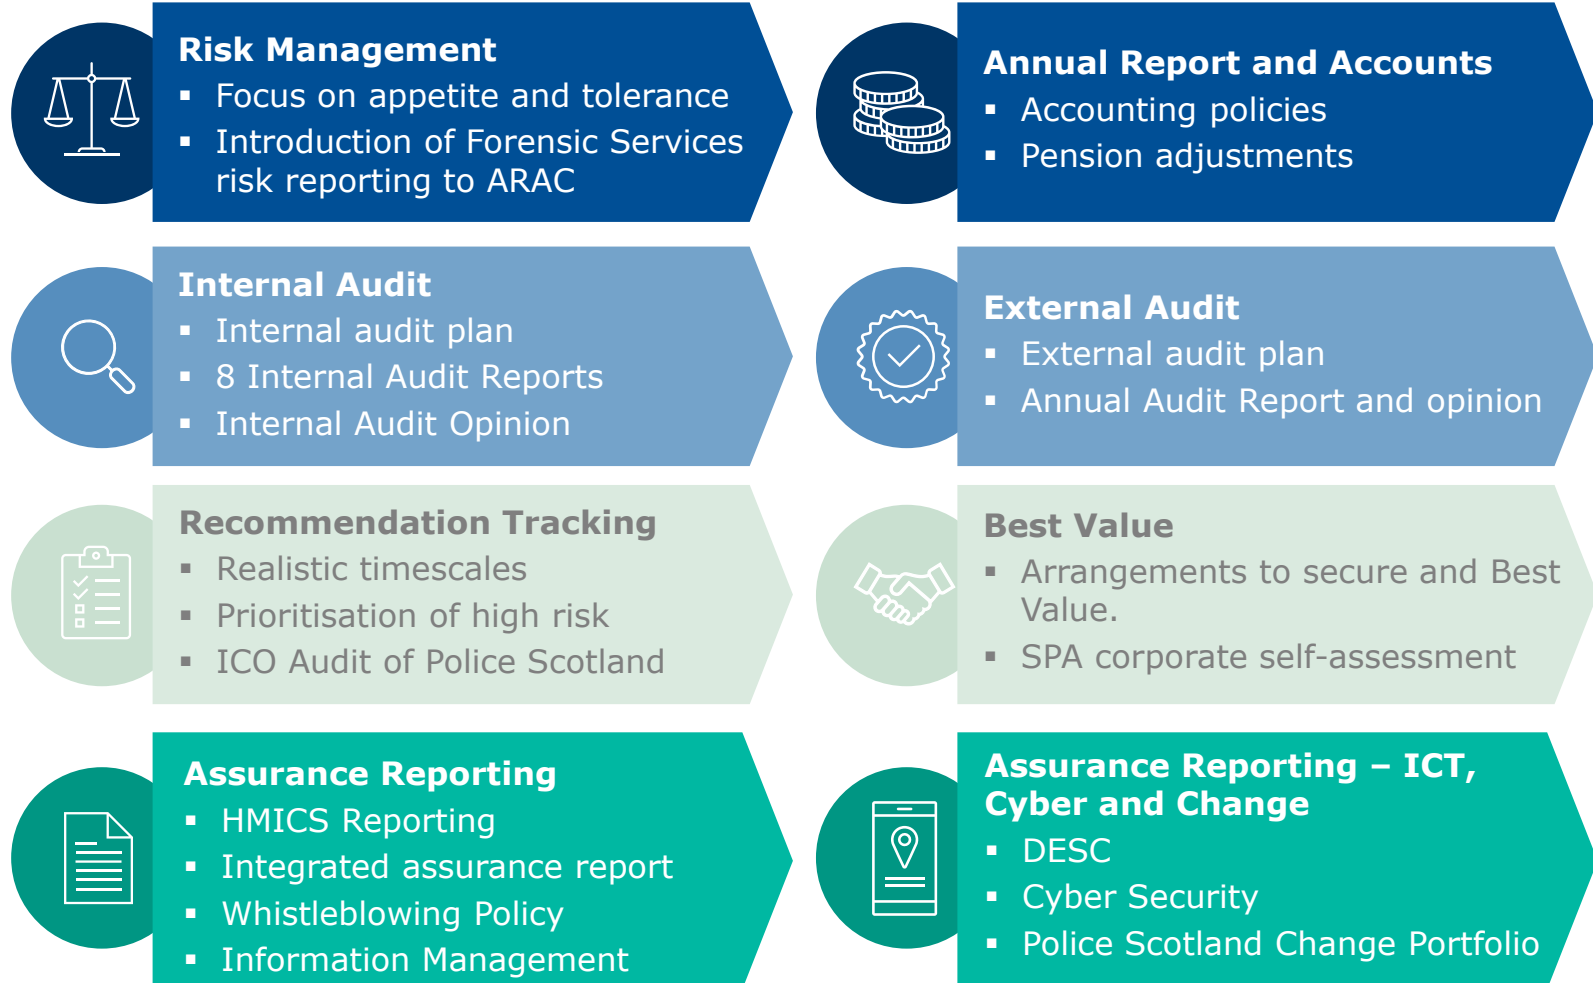 Risk Management
▪ Focus on appetite and tolerance
▪ Introduction of Forensic Services
risk reporting to ARAC
Annual Report and Accounts
▪ Accounting policies
▪ Pension adjustments
Internal Audit
▪ Internal audit plan
▪ 8 Internal Audit Reports
▪ Internal Audit Opinion
External Audit
▪ External audit plan
▪ Annual Audit Report and opinion
Recommendation Tracking
▪ Realistic timescales
▪ Prioritisation of high risk
▪ ICO Audit of Police Scotland
Best Value
▪ Arrangements to secure and Best
Value.
▪ SPA corporate self-assessment
Assurance Reporting
▪ HMICS Reporting
▪ Integrated assurance report
▪ Whistleblowing Policy
▪ Information Management
Assurance Reporting – ICT,
Cyber and Change
▪ DESC
▪ Cyber Security
▪ Police Scotland Change Portfolio